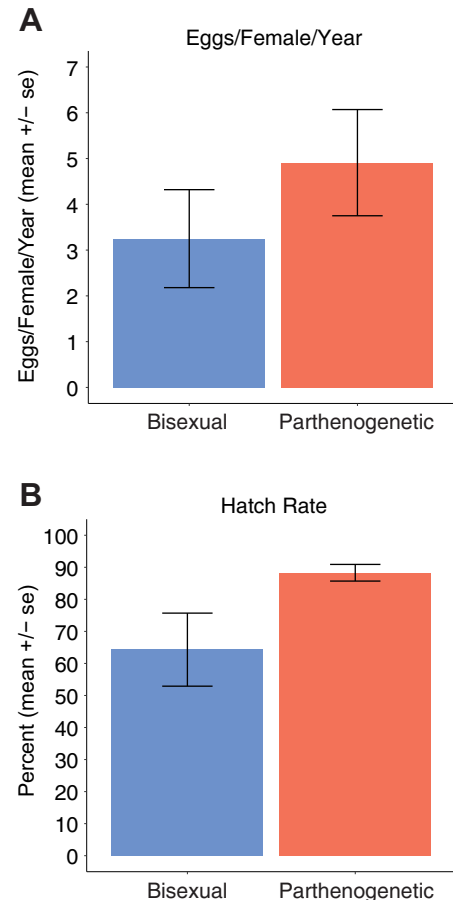 A
Eggs/Female/Year
Eggs/Female/Year (mean +/− se)
7
6
5
4
3
2
1
0
Bisexual
Parthenogenetic
B
Hatch Rate
Percent (mean +/− se)
100
90
80
70
60
50
40
30
20
10
0
Bisexual
Parthenogenetic